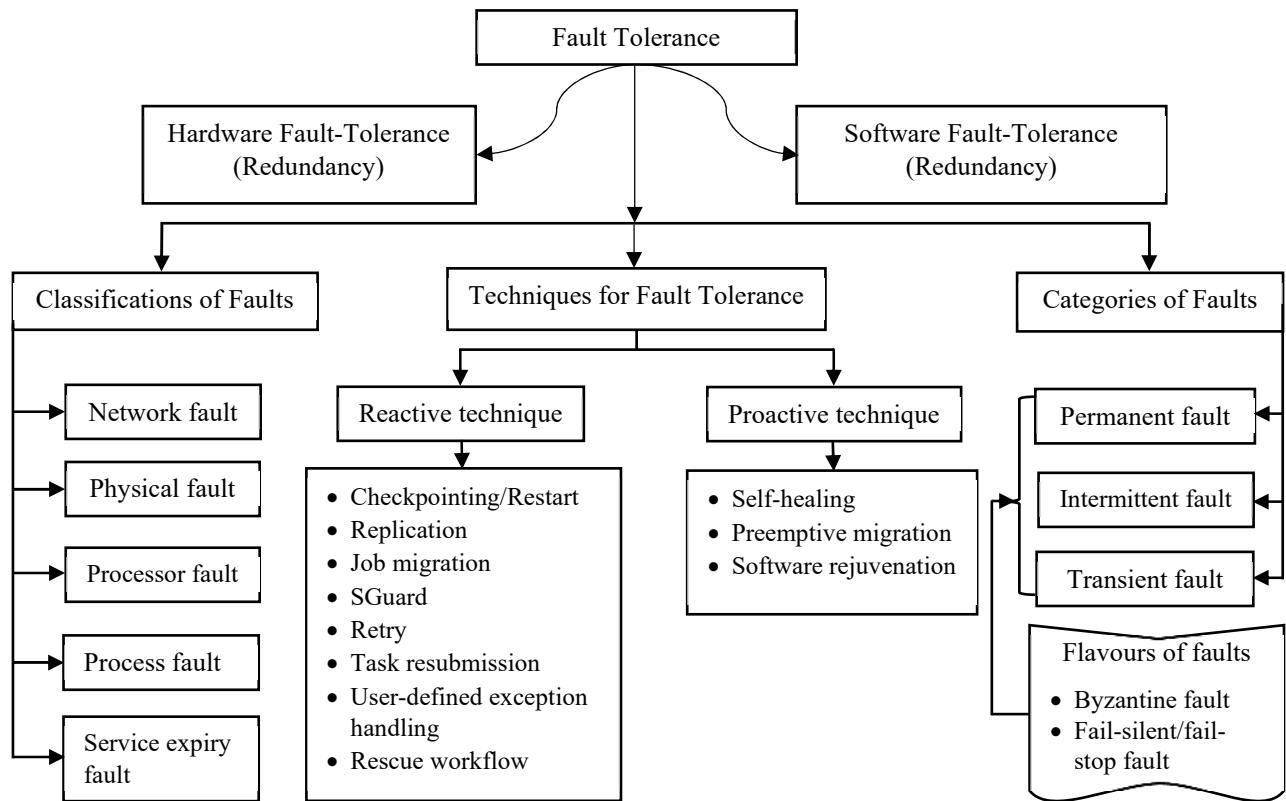 Fault Tolerance
Hardware Fault-Tolerance
(Redundancy)
Software Fault-Tolerance
(Redundancy)
Classifications of Faults
Techniques for Fault Tolerance
Categories of Faults
Network fault
Physical fault
Processor fault
Process fault
Service expiry
fault
Reactive technique
• Checkpointing/Restart
• Replication
• Job migration
• SGuard
• Retry
• Task resubmission
• User-defined exception
handling
• Rescue workflow
Proactive technique
• Self-healing
• Preemptive migration
• Software rejuvenation
Permanent fault
Intermittent fault
Transient fault
Flavours of faults
• Byzantine fault
• Fail-silent/fail-
stop fault